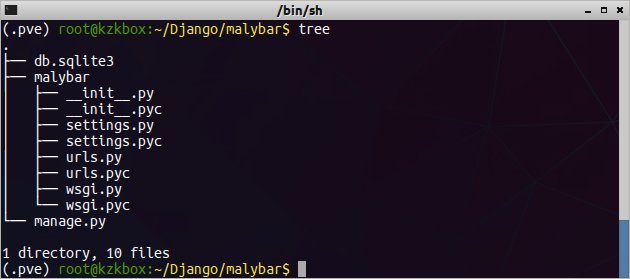 /bin/sh
(.pve) root@kzkbox:~/Django/malybar$ tree
.
├── db.sqlite3
├── malybar
│   ├── __init__.py
│   ├── __init__.pyc
│   ├── settings.py
│   ├── settings.pyc
│   ├── urls.py
│   ├── urls.pyc
│   ├── wsgi.py
│   └── wsgi.pyc
└── manage.py

1 directory, 10 files
(.pve) root@kzkbox:~/Django/malybar$